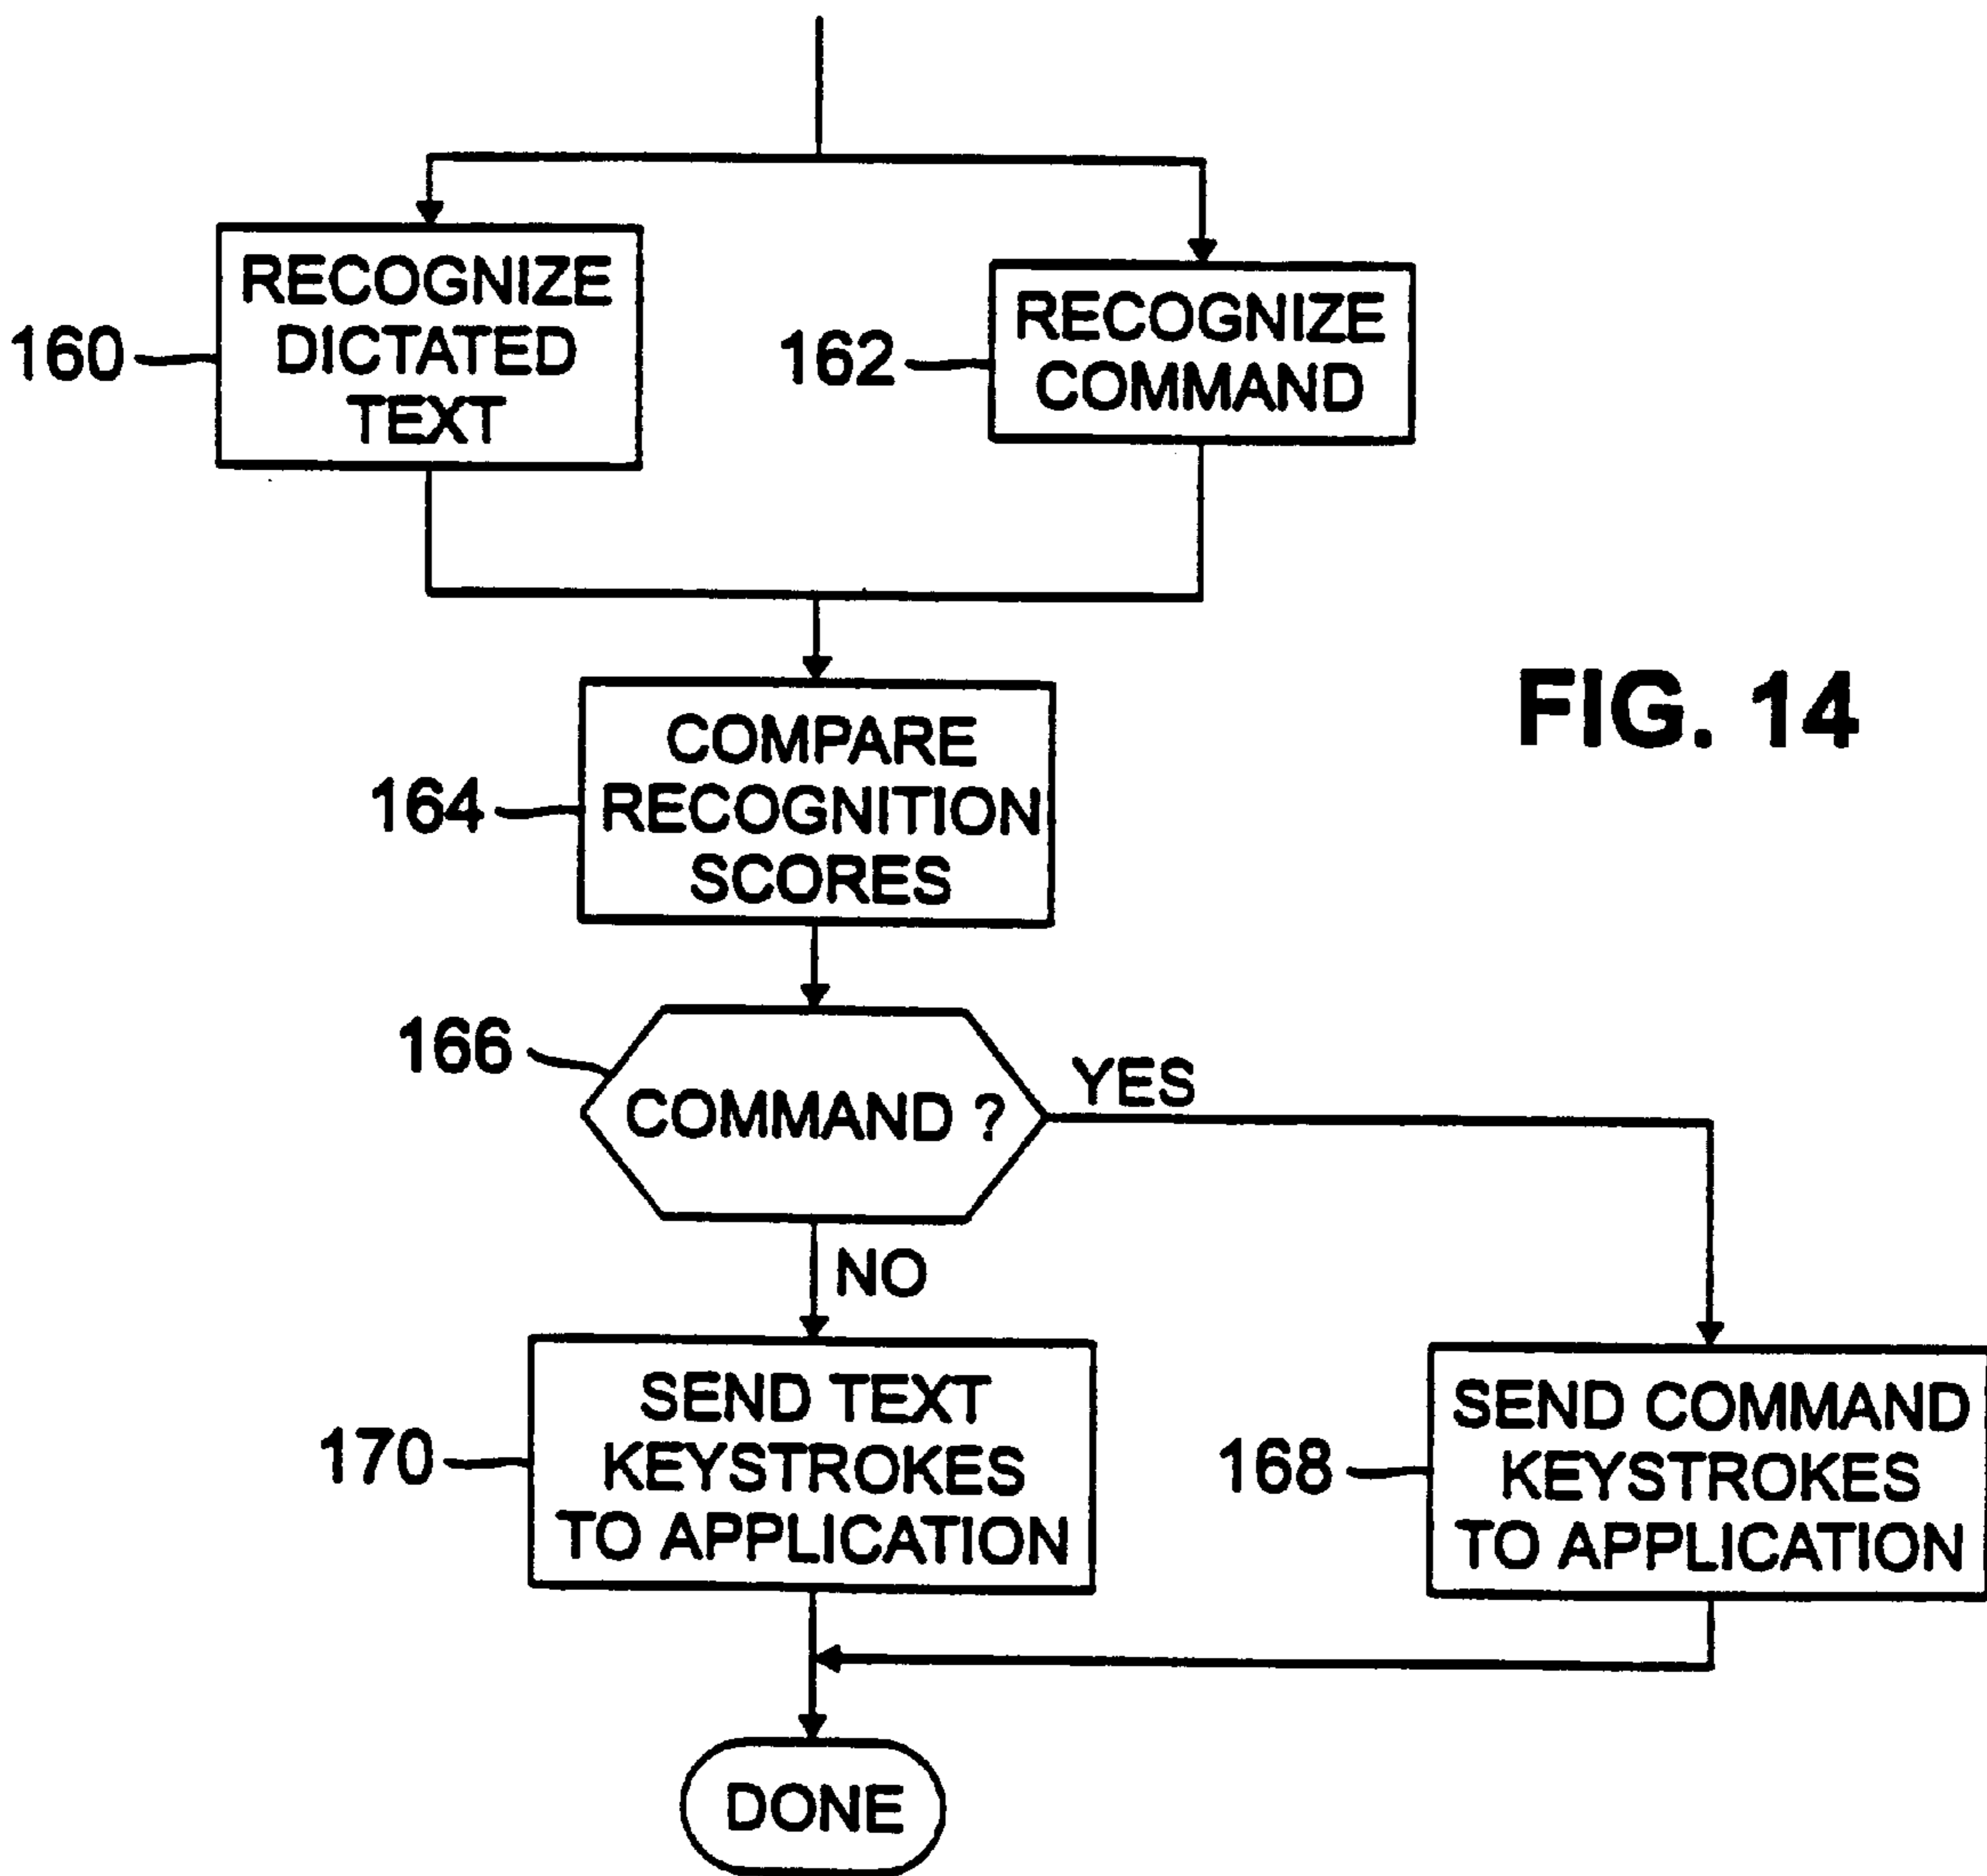 RECOGNIZE
DICTATED
TEXT
160
RECOGNIZE
COMMAND
162
FIG. 14
COMPARE
RECOGNITION
SCORES
164
166
COMMAND ?
YES
NO
SEND TEXT
KEYSTROKES
TO APPLICATION
170
SEND COMMAND
KEYSTROKES
TO APPLICATION
168
DONE